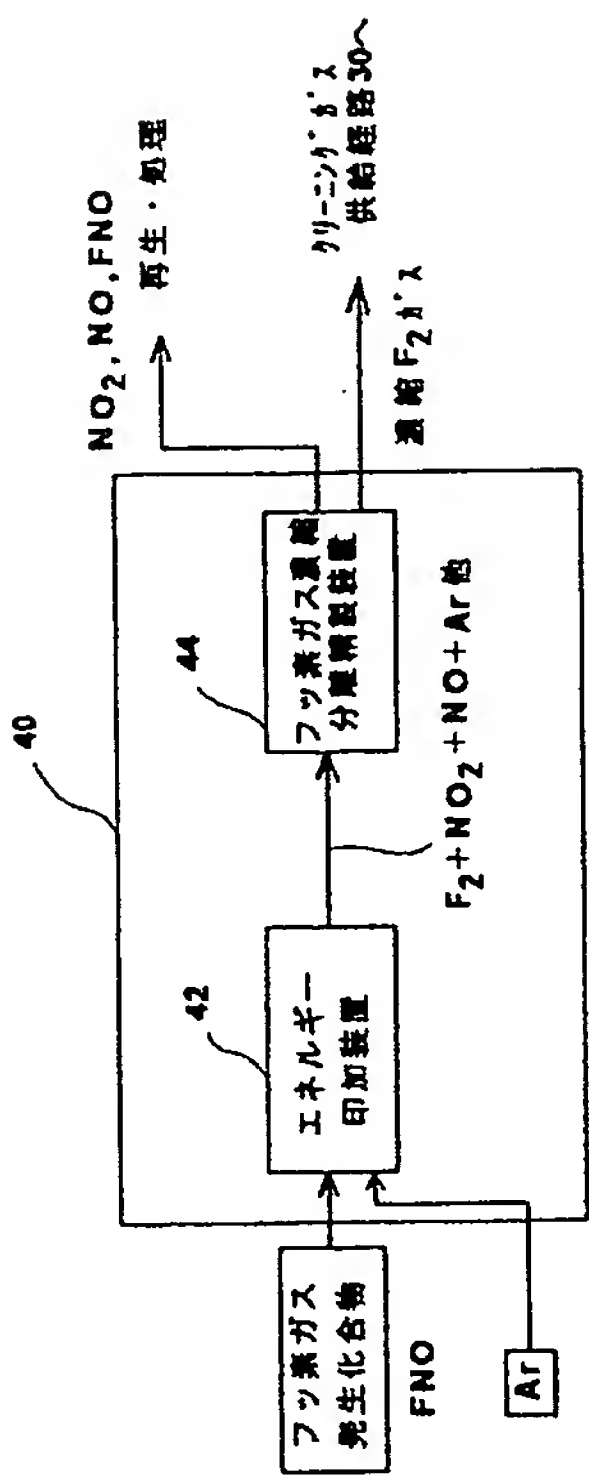 40
フッ素ガス
発生化合物
FNO
Ar
42
エネルギー
印加装置
F₂+NO₂+NO+Ar他
44
フッ素ガス濃縮
分離精製装置
NO₂,NO,FNO
再生・処理
濃縮F₂ガス
クリーニングガス
供給経路30へ